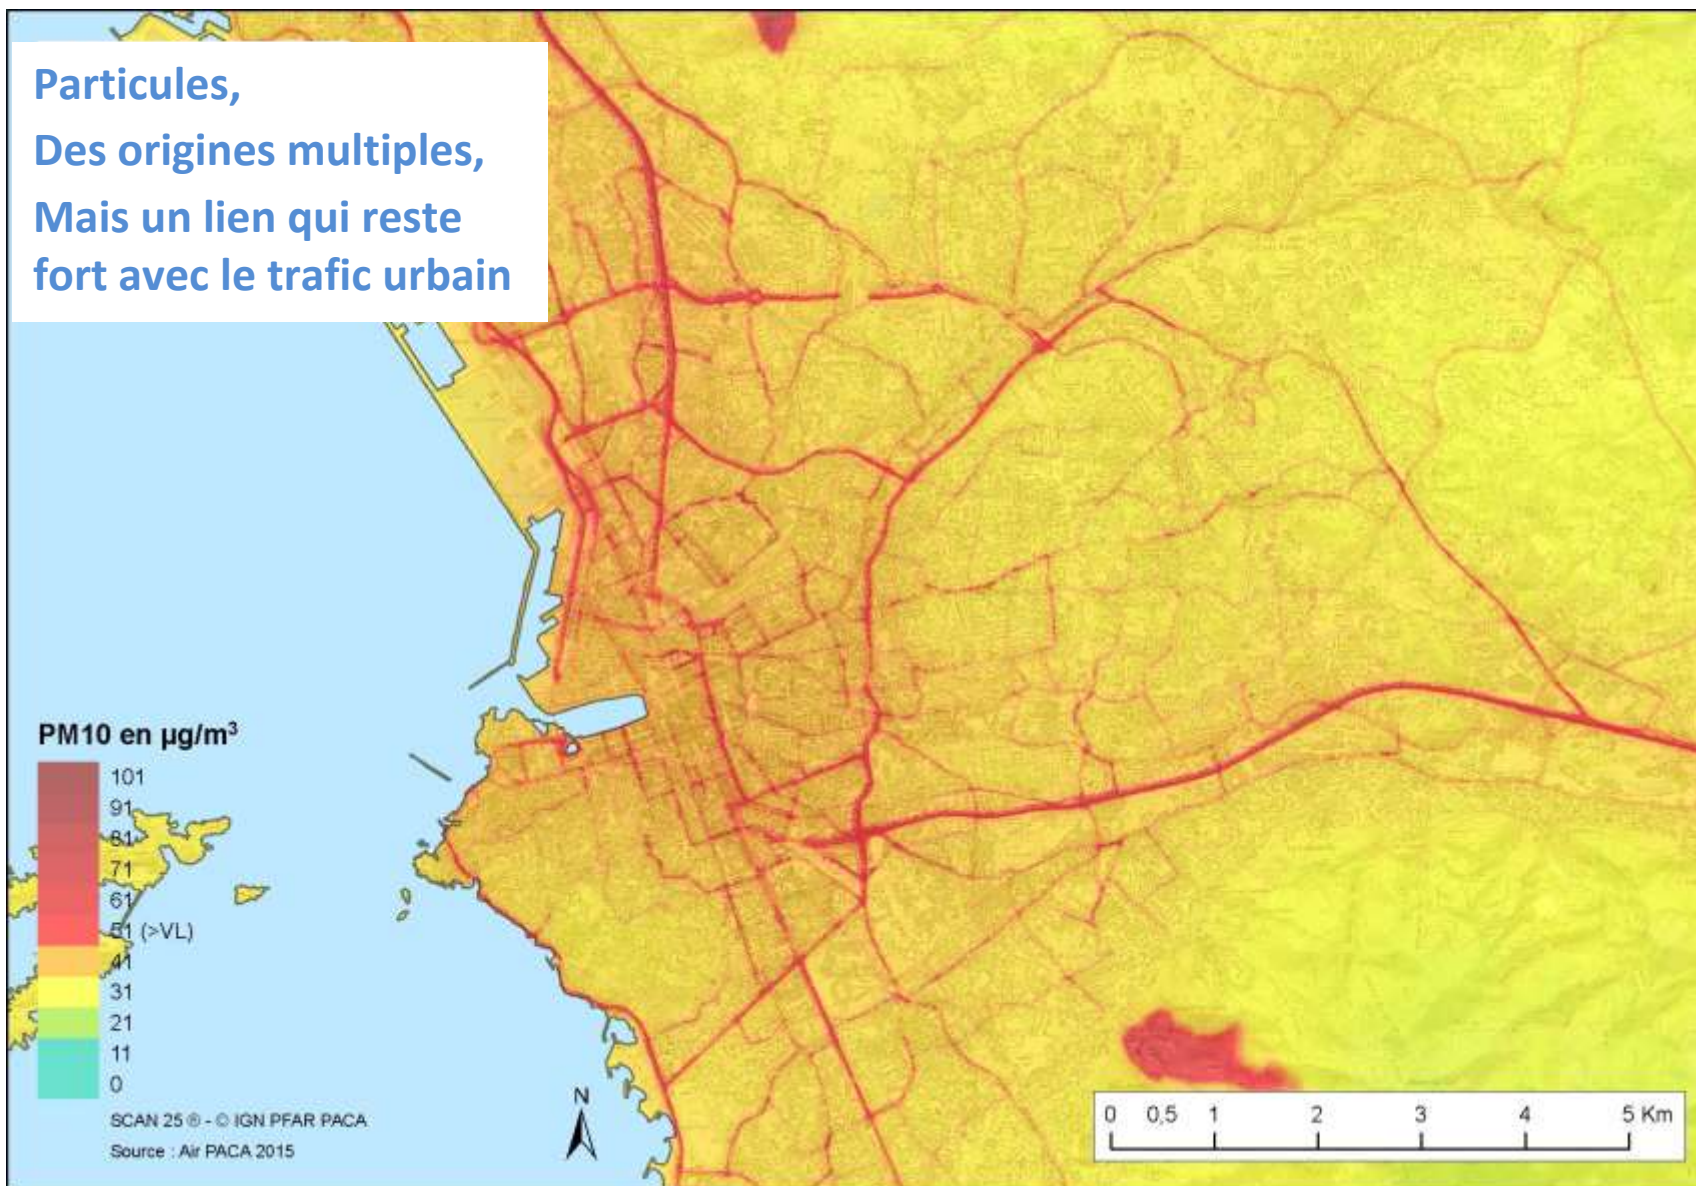 Particules,
Des origines multiples,
Mais un lien qui reste
fort avec le trafic urbain
PM10 en µg/m³
101
91
81
71
61
51 (>VL)
41
31
21
11
0
SCAN 25 ® - © IGN PFAR PACA
Source : Air PACA 2015
N
0 0,5 1 2 3 4 5 Km